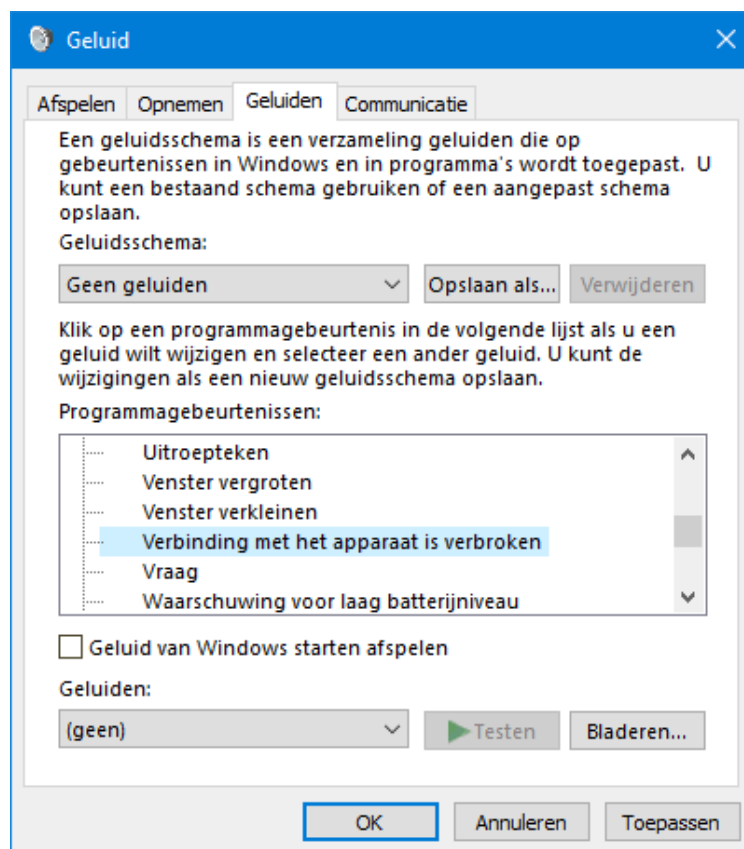 Geluid
Afspelen Opnemen Geluiden Communicatie
Een geluidsschema is een verzameling geluiden die op
gebeurtenissen in Windows en in programma's wordt toegepast. U
kunt een bestaand schema gebruiken of een aangepast schema
opslaan.
Geluidsschema:
Geen geluiden Opslaan als... Verwijderen
Klik op een programmagebeurtenis in de volgende lijst als u een
geluid wilt wijzigen en selecteer een ander geluid. U kunt de
wijzigingen als een nieuw geluidsschema opslaan.
Programmagebeurtenissen:
Uitroepteken
Venster vergroten
Venster verkleinen
Verbinding met het apparaat is verbroken
Vraag
Waarschuwing voor laag batterijniveau
Geluid van Windows starten afspelen
Geluiden:
(geen) Testen Bladeren...
OK Annuleren Toepassen